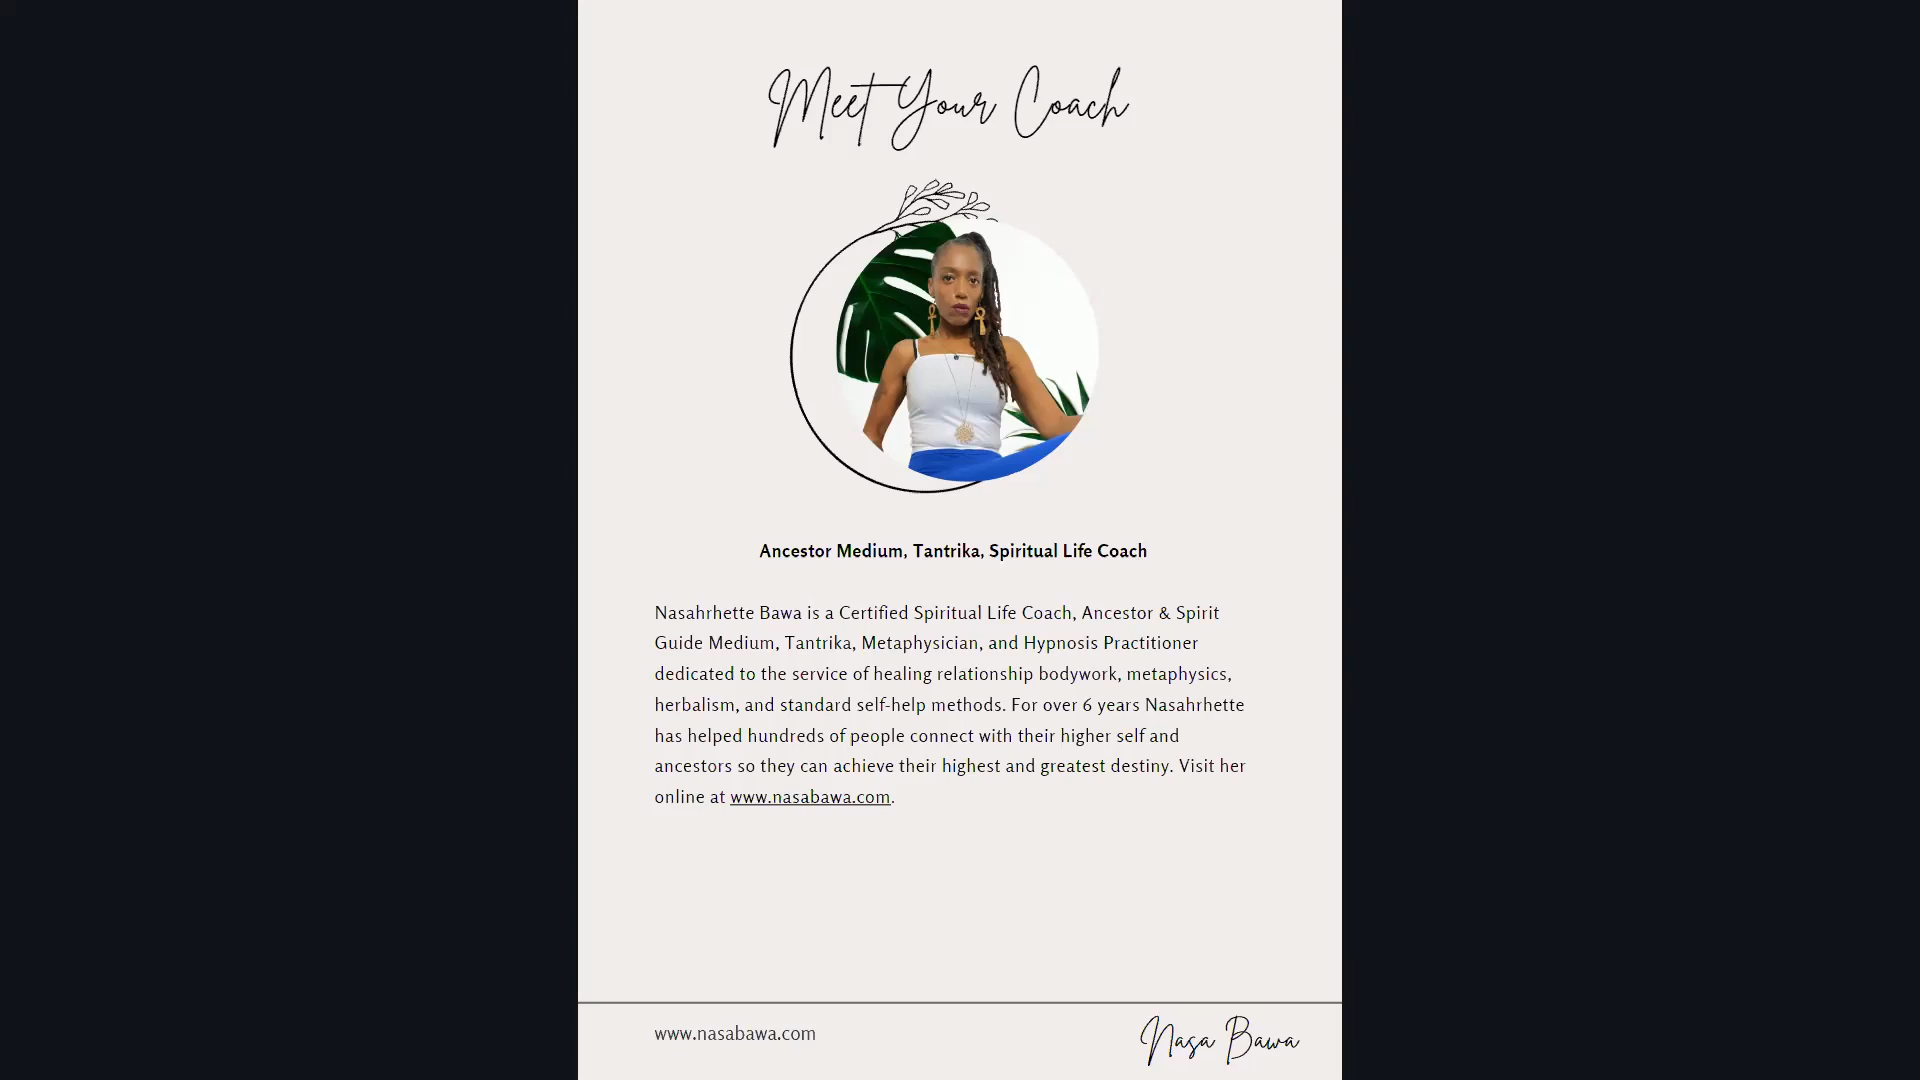 Meet Your Coach
Ancestor Medium, Tantrika, Spiritual Life Coach
Nasahrhette Bawa is a Certified Spiritual Life Coach, Ancestor & Spirit
Guide Medium, Tantrika, Metaphysician, and Hypnosis Practitioner
dedicated to the service of healing relationship bodywork, metaphysics,
herbalism, and standard self-help methods. For over 6 years Nasahrhette
has helped hundreds of people connect with their higher self and
ancestors so they can achieve their highest and greatest destiny. Visit her
online at www.nasabawa.com.
www.nasabawa.com
Nasa Bawa